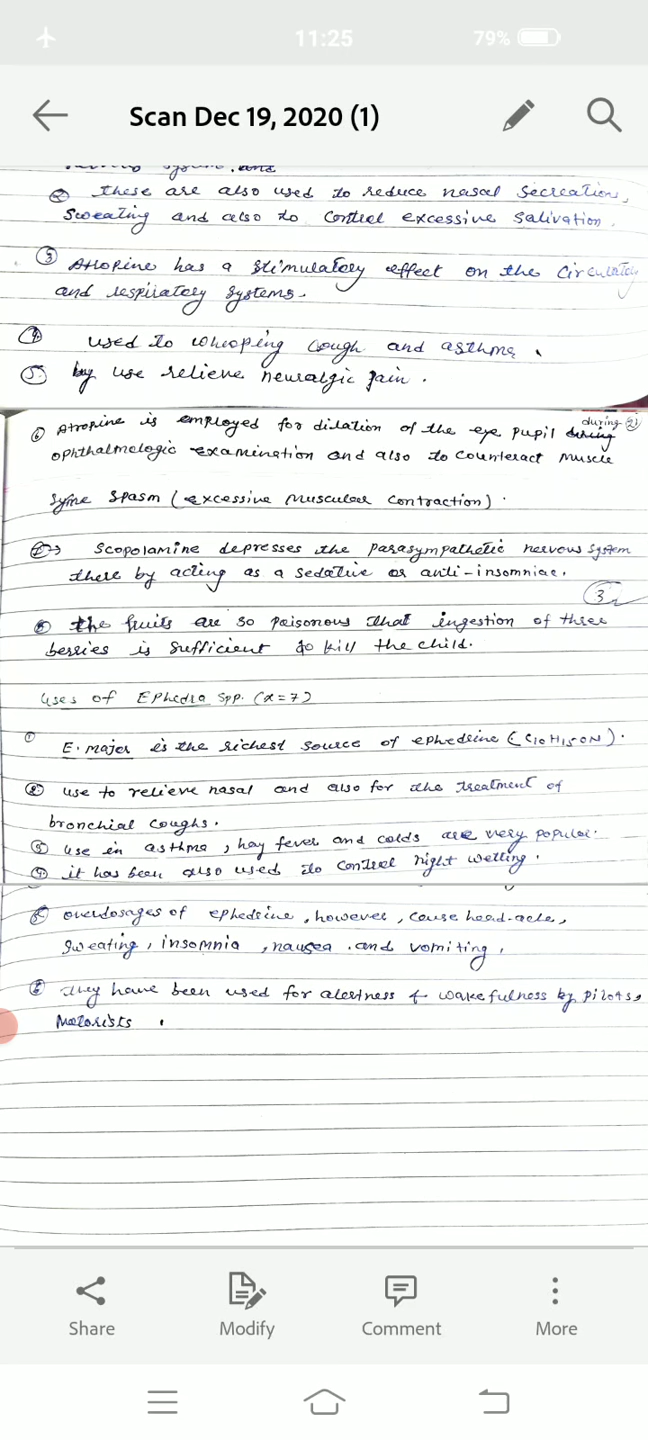 11:25 79%
Scan Dec 19, 2020 (1)
system, and
② these are also used to reduce nasal secreation,
Sweating and also to Control excessive Salivation.
③ Atropine has a stimulatory effect on the Circulatory
and respiratory Systems.
④ used to whooping Cough and asthma.
⑤ by use relieve neuralgic pain.
⑥ Atropine is employed for dilation of the eye pupil during during
ophthalmologic examination and also to counteract Muscle
Spasm (excessive Muscular Contraction).
Scopolamine depresses the parasympathetic nervous system
there by acting as a sedative or anti-insomniac.
3
the fruits are so poisonous that ingestion of three
berries is sufficient to kill the child.
Uses of EPhedra spp. (x=7)
① E. major is the richest source of ephedrine (C10H15ON).
② use to relieve nasal and also for the treatment of
bronchial coughs.
③ use in asthma, hay fever and colds are very popular.
④ it has been also used to control night wetting.
⑤ overdosages of ephedrine, however, cause head-ache,
Sweating, insomnia, nausea and vomiting,
⑥ They have been used for alertness & wakefulness by pilots,
Motorists.
Share Modify Comment More